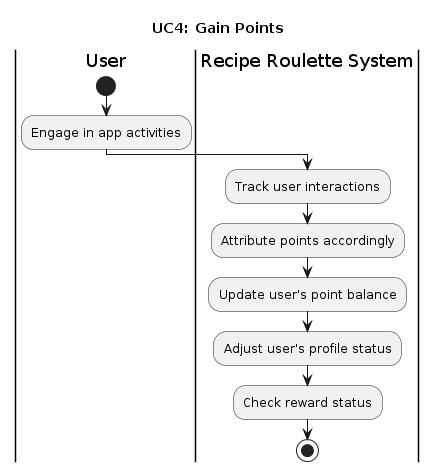 UC4: Gain Points
User
Recipe Roulette System
Engage in app activities
Track user interactions
Attribute points accordingly
Update user's point balance
Adjust user's profile status
Check reward status